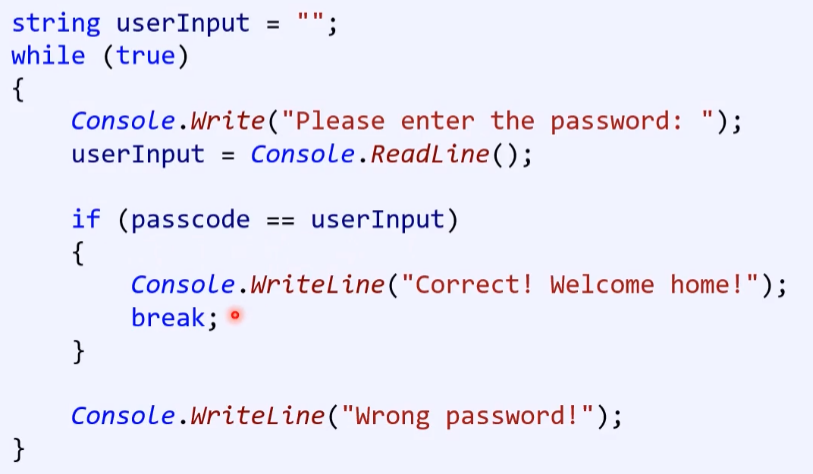 string userInput = "";
while (true)
{
    Console.Write("Please enter the password: ");
    userInput = Console.ReadLine();

    if (passcode == userInput)
    {
        Console.WriteLine("Correct! Welcome home!");
        break;
    }

    Console.WriteLine("Wrong password!");
}